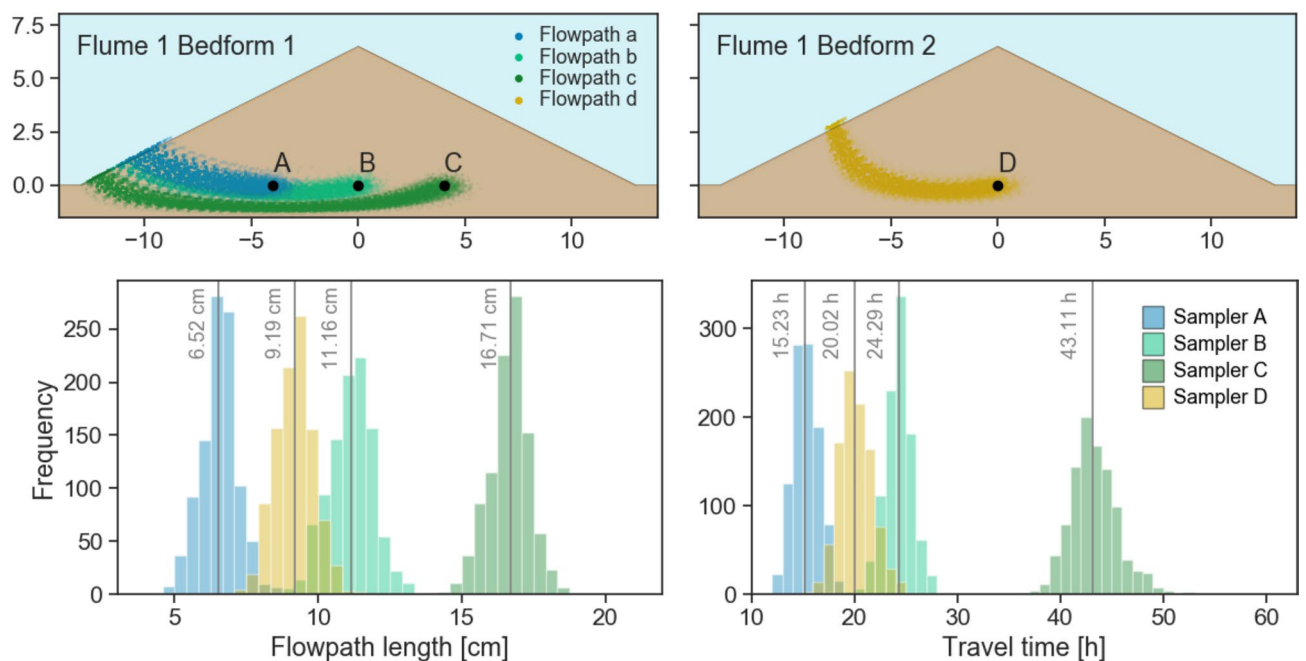 7.5
5.0
2.5
0.0
Flume 1 Bedform 1
Flowpath a
Flowpath b
Flowpath c
Flowpath d
A
B
C
−10
−5
0
5
10
Flume 1 Bedform 2
D
−10
−5
0
5
10
Frequency
250
200
150
100
50
0
6.52 cm
9.19 cm
11.16 cm
16.71 cm
5
10
15
20
Flowpath length [cm]
300
200
100
0
15.23 h
20.02 h
24.29 h
43.11 h
Sampler A
Sampler B
Sampler C
Sampler D
10
20
30
40
50
60
Travel time [h]